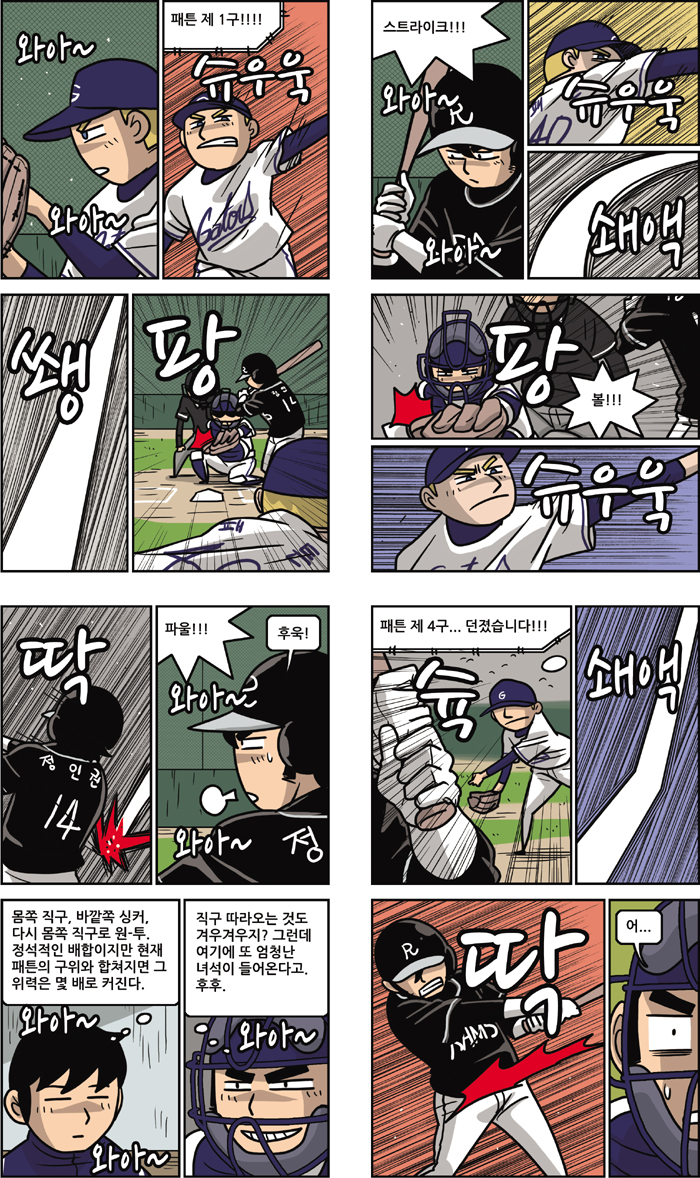 와아~
와아~
G
패튼 제 1구!!!!
슈우욱
Gators
쌩
팡
14
패
튼
스트라이크!!!
와아~
R
와아~
슈우욱
40
쇄액
팡
볼!!!
슈우욱
딱
정인권
14
파울!!!
후욱!
와아~
와아~
정
몸쪽 직구, 바깥쪽 싱커,
다시 몸쪽 직구로 원-투.
정석적인 배합이지만 현재
패튼의 구위와 합쳐지면 그
위력은 몇 배로 커진다.
와아~
와아~
직구 따라오는 것도
겨우겨우지? 그런데
여기에 또 엄청난
녀석이 들어온다고.
후후.
와아~
패튼 제 4구... 던졌습니다!!!
슉
G
쇄액
R
딱
어...